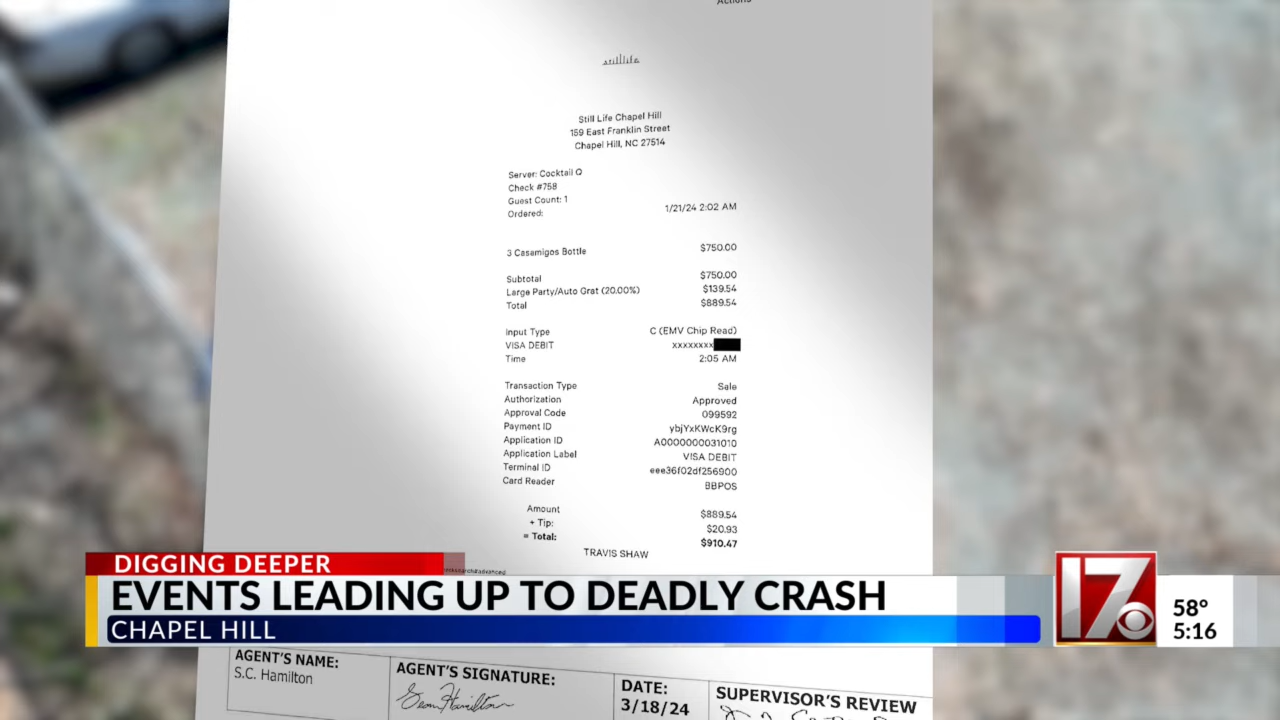 Actions
stilllife
Still Life Chapel Hill
159 East Franklin Street
Chapel Hill, NC 27514
Server: Cocktail Q
Check #758
Guest Count: 1
Ordered: 1/21/24 2:02 AM
3 Casamigos Bottle $750.00
Subtotal $750.00
Large Party/Auto Grat (20.00%) $139.54
Total $889.54
Input Type C (EMV Chip Read)
VISA DEBIT xxxxxxxx
Time 2:05 AM
Transaction Type Sale
Authorization Approved
Approval Code 099592
Payment ID ybjYxKWcK9rg
Application ID A0000000031010
Application Label VISA DEBIT
Terminal ID eee36f02df256900
Card Reader BBPOS
Amount $889.54
+ Tip: $20.93
= Total: $910.47
TRAVIS SHAW
DIGGING DEEPER
EVENTS LEADING UP TO DEADLY CRASH
CHAPEL HILL
17
58°
5:16
AGENT'S NAME: AGENT'S SIGNATURE: DATE: SUPERVISOR'S REVIEW
S.C. Hamilton Sean Hamilton 3/18/24